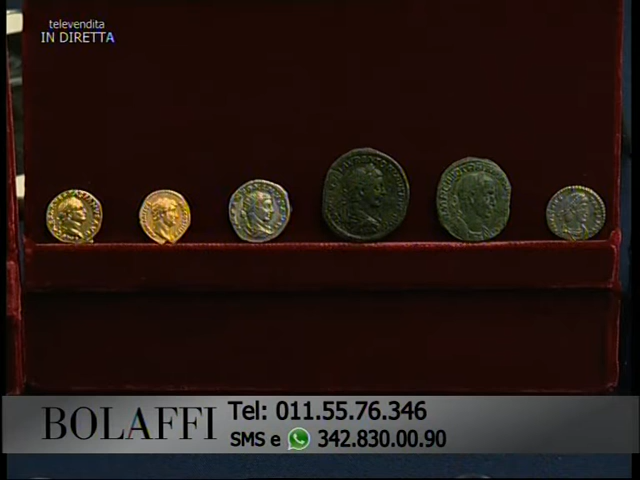 televendita
IN DIRETTA
BOLAFFI
Tel: 011.55.76.346
SMS e 342.830.00.90